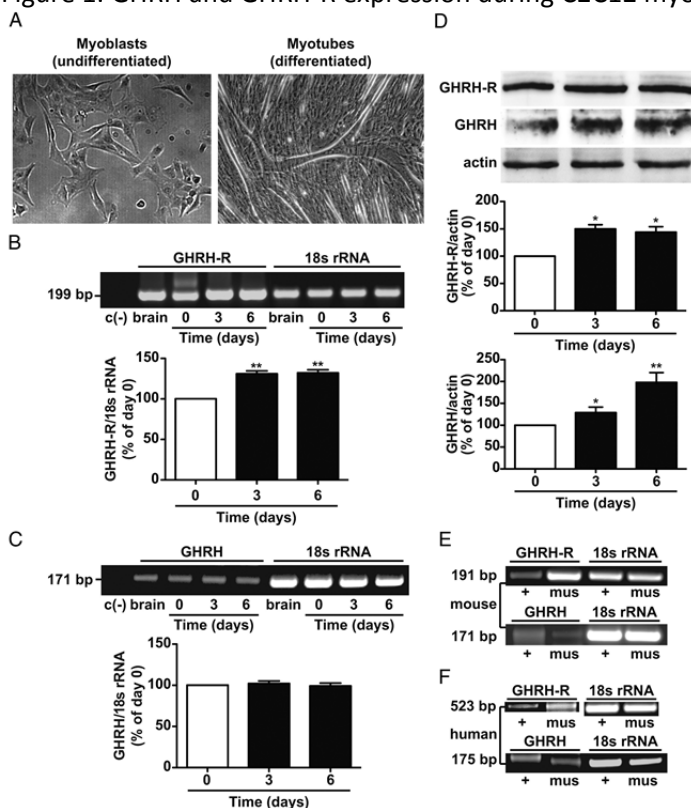 Figure 1. GHRH and GHRH-R expression during C2C12 myo
A
Myoblasts
(undifferentiated)
Myotubes
(differentiated)
B
GHRH-R 18s rRNA
199 bp
c(-) brain 0 3 6 brain 0 3 6
Time (days) Time (days)
GHRH-R/18s rRNA
(% of day 0)
150
100
50
0
** **
0 3 6
Time (days)
C
GHRH 18s rRNA
171 bp
c(-) brain 0 3 6 brain 0 3 6
Time (days) Time (days)
GHRH/18s rRNA
(% of day 0)
150
100
50
0
0 3 6
Time (days)
D
GHRH-R
GHRH
actin
GHRH-R/actin
(% of day 0)
200
150
100
50
0
* *
0 3 6
Time (days)
GHRH/actin
(% of day 0)
200
150
100
50
0
* **
0 3 6
Time (days)
E
GHRH-R 18s rRNA
191 bp
+ mus + mus
mouse
GHRH 18s rRNA
171 bp
+ mus + mus
F
GHRH-R 18s rRNA
523 bp
+ mus + mus
human
GHRH 18s rRNA
175 bp
+ mus + mus